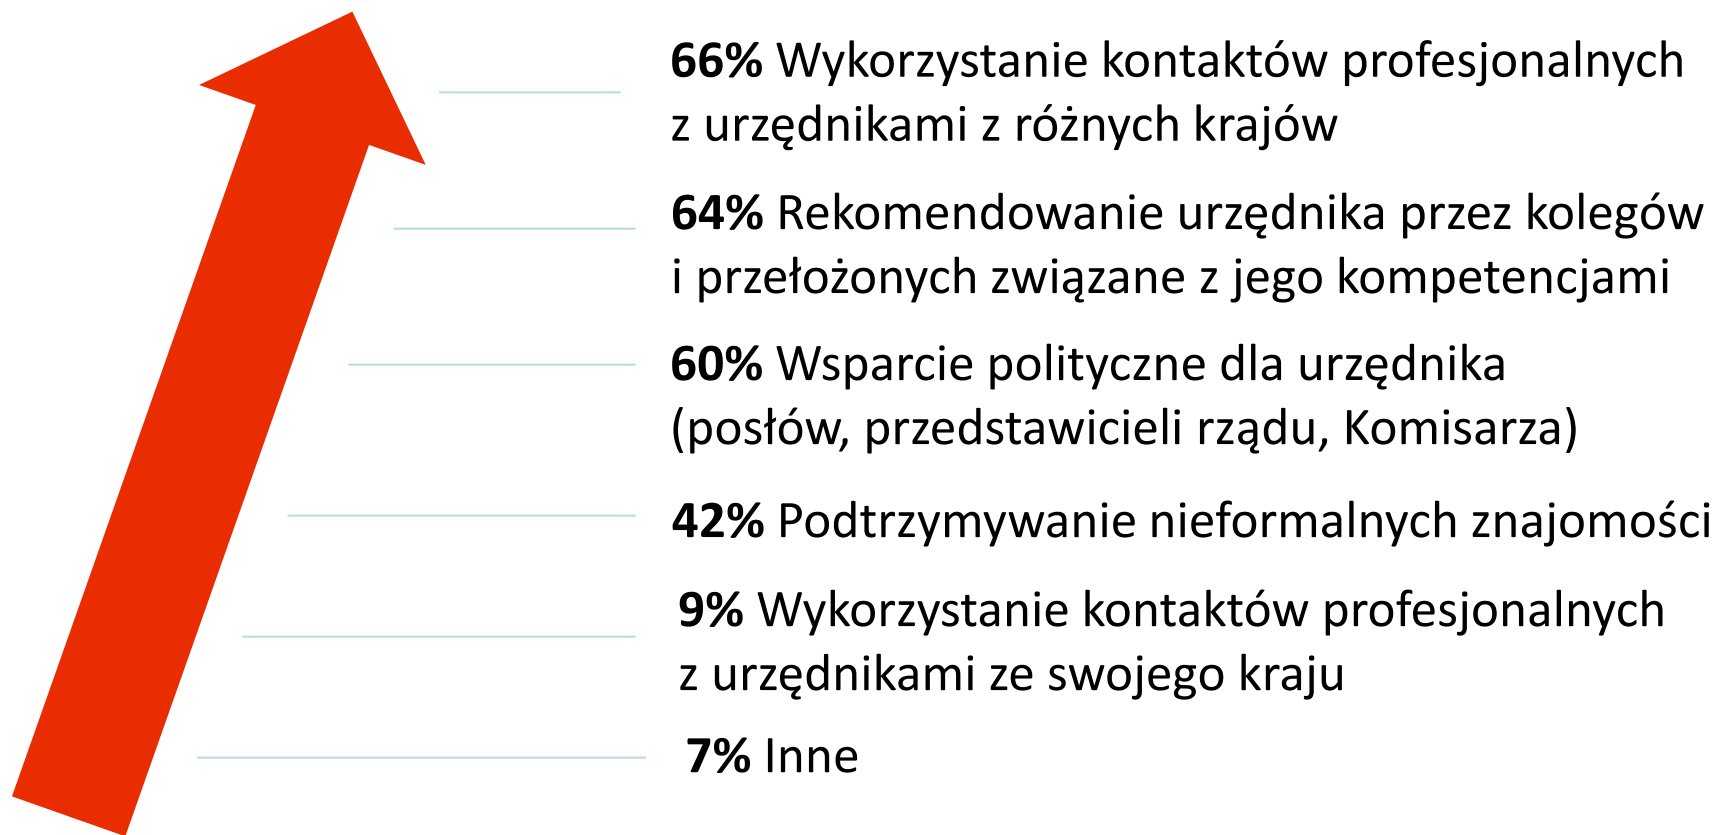 66% Wykorzystanie kontaktów profesjonalnych
z urzędnikami z różnych krajów
64% Rekomendowanie urzędnika przez kolegów
i przełożonych związane z jego kompetencjami
60% Wsparcie polityczne dla urzędnika
(posłów, przedstawicieli rządu, Komisarza)
42% Podtrzymywanie nieformalnych znajomości
9% Wykorzystanie kontaktów profesjonalnych
z urzędnikami ze swojego kraju
7% Inne